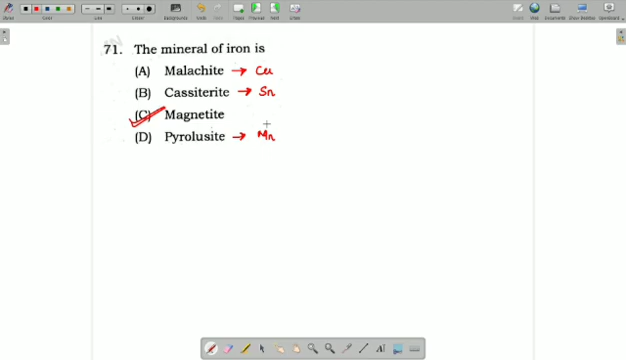 71. The mineral of iron is
(A) Malachite → Cu
(B) Cassiterite → Sn
(C) Magnetite
(D) Pyrolusite → Mn